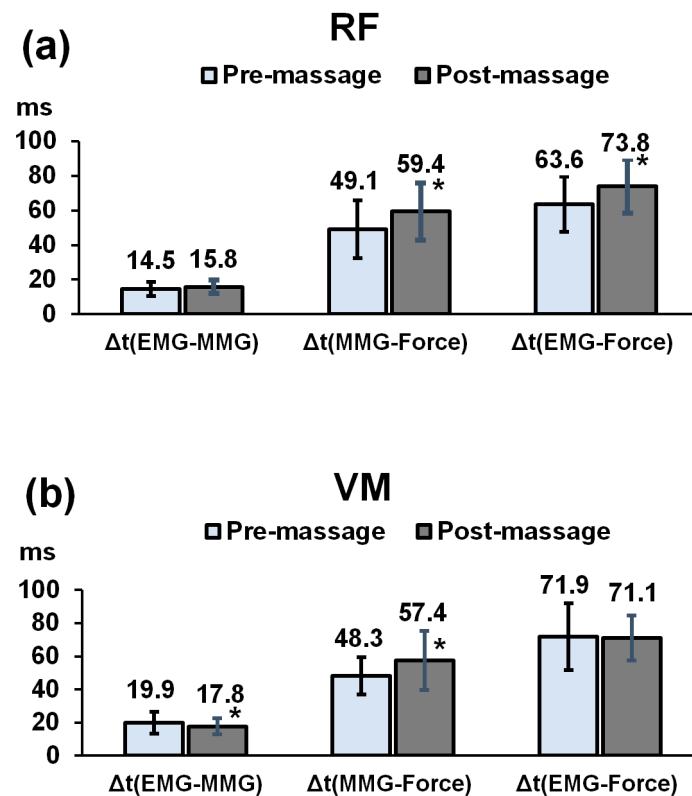 (a)
RF
Pre-massage Post-massage
ms
100
80
60
40
20
0
14.5 15.8 49.1 59.4 * 63.6 73.8 *
Δt(EMG-MMG) Δt(MMG-Force) Δt(EMG-Force)
(b)
VM
Pre-massage Post-massage
ms
100
80
60
40
20
0
19.9 17.8 * 48.3 57.4 * 71.9 71.1
Δt(EMG-MMG) Δt(MMG-Force) Δt(EMG-Force)